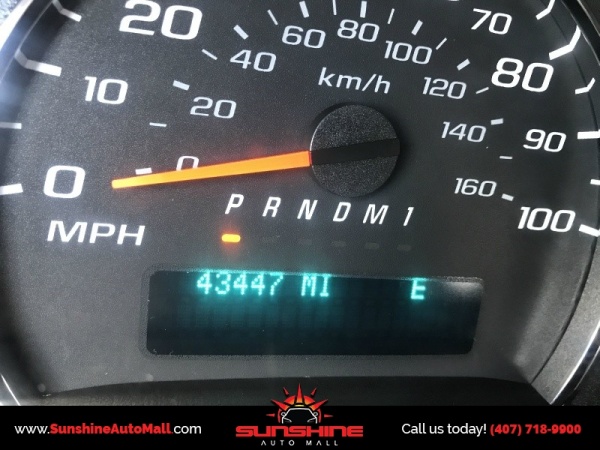 70
60 80 100
20
40 km/h 120 80
10 20 140 90
0 0 160 100
P R N D M 1
MPH
43447 MI E
www.SunshineAutoMall.com
SUNSHINE
AUTO MALL
Call us today! (407) 718-9900